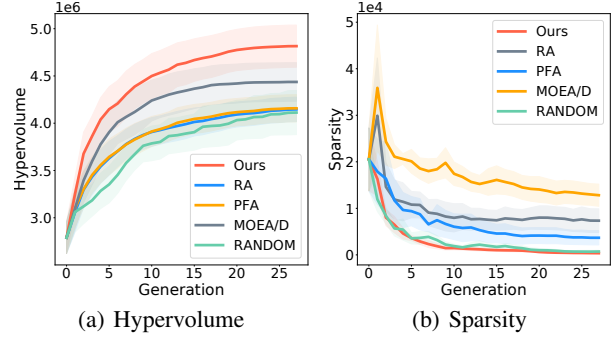 1e6
5.0
4.5
4.0
3.5
3.0
Hypervolume
Ours
RA
PFA
MOEA/D
RANDOM
0 5 10 15 20 25
Generation
(a) Hypervolume
1e4
5
4
3
2
1
0
Sparsity
Ours
RA
PFA
MOEA/D
RANDOM
0 5 10 15 20 25
Generation
(b) Sparsity